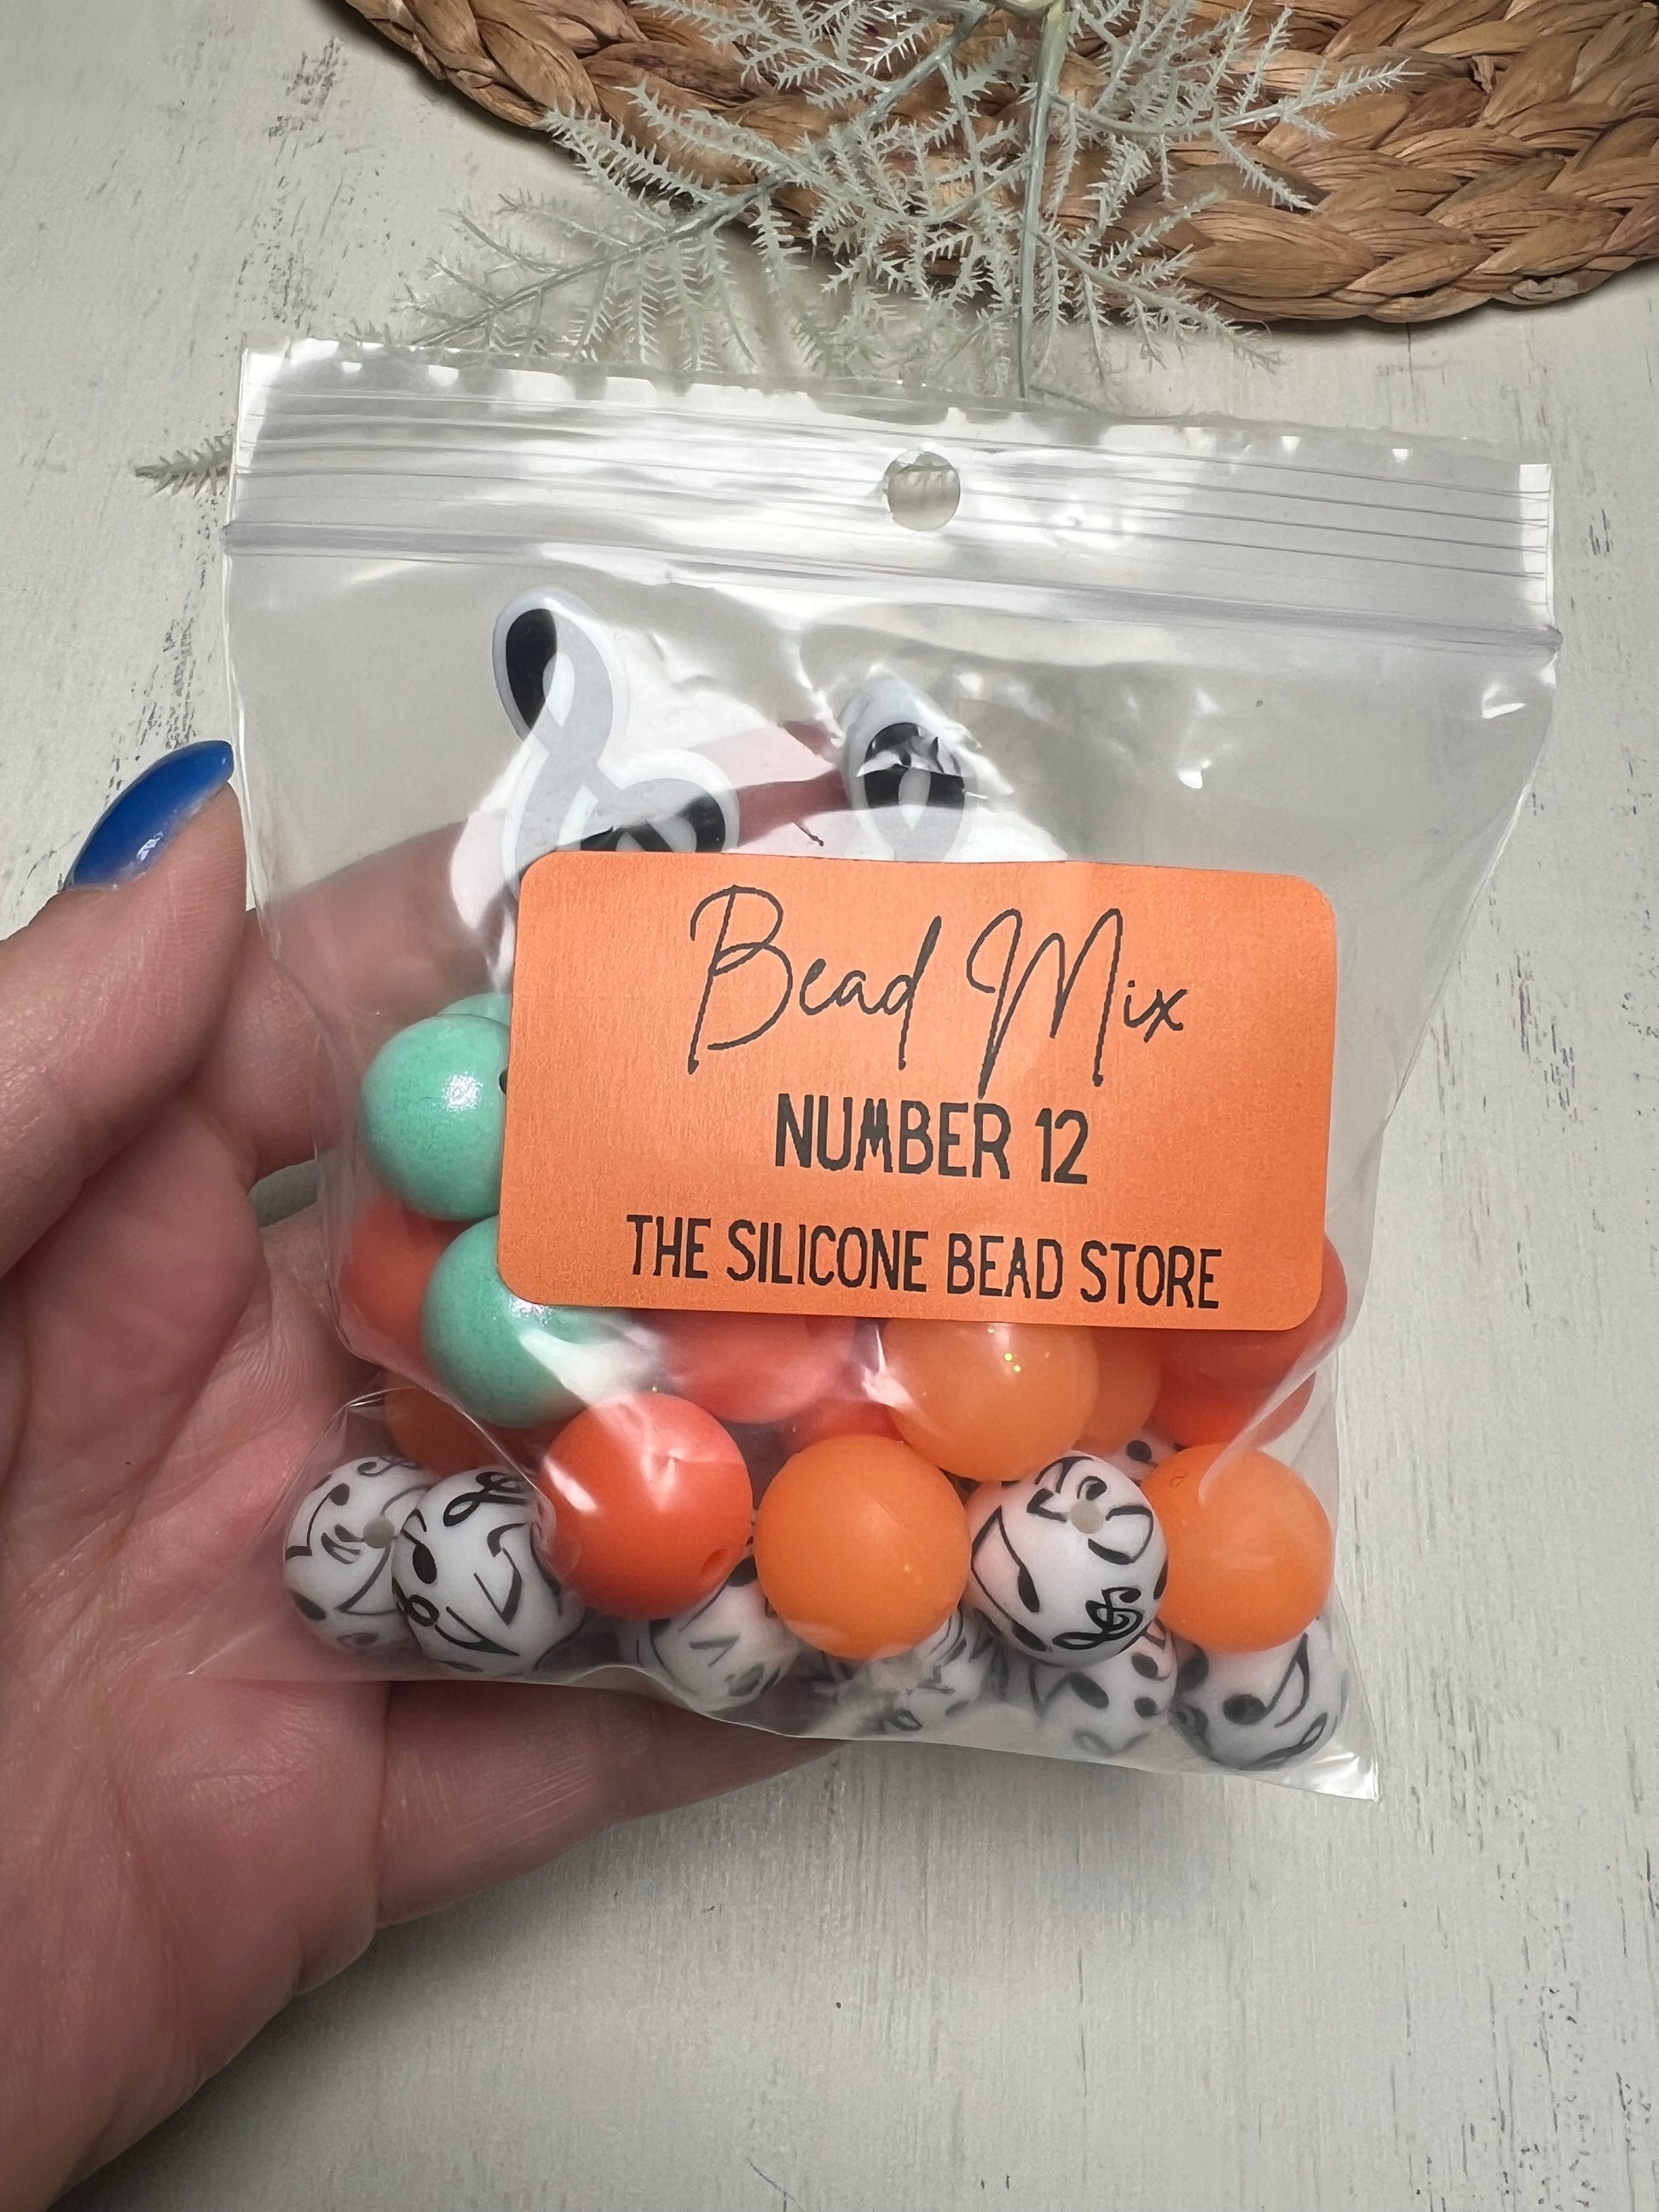 Bead Mix
NUMBER 12
THE SILICONE BEAD STORE